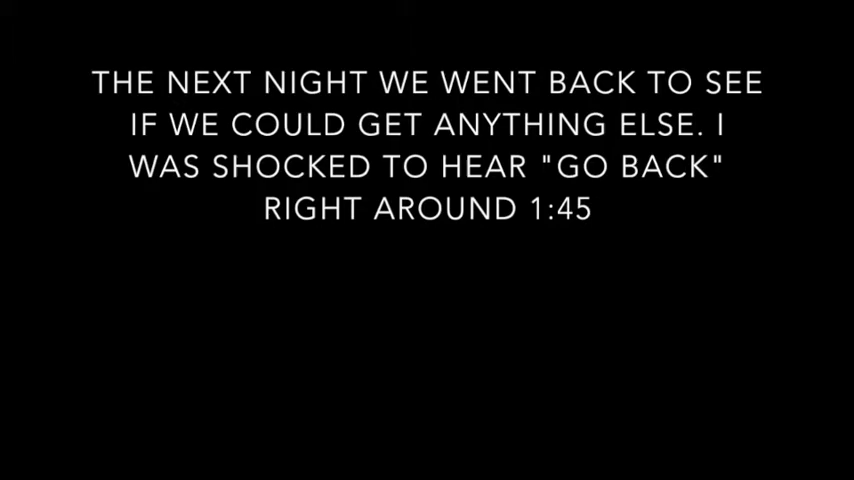 THE NEXT NIGHT WE WENT BACK TO SEE
IF WE COULD GET ANYTHING ELSE. I
WAS SHOCKED TO HEAR "GO BACK"
RIGHT AROUND 1:45